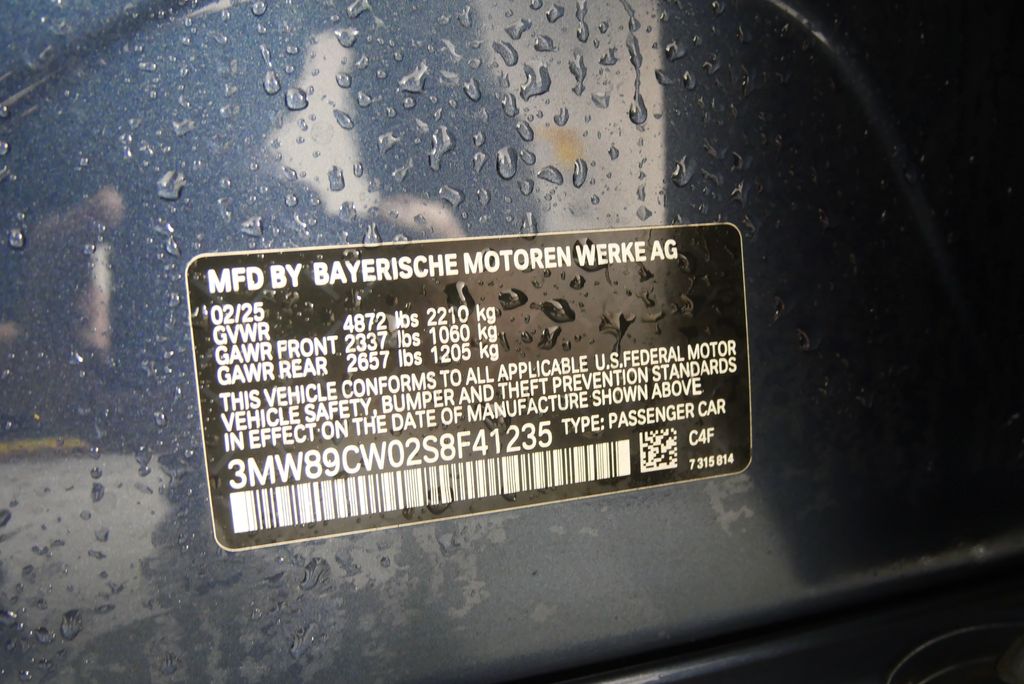 MFD BY BAYERISCHE MOTOREN WERKE AG
02/25
GVWR 4872 lbs 2210 kg
GAWR FRONT 2337 lbs 1060 kg
GAWR REAR 2657 lbs 1205 kg
THIS VEHICLE CONFORMS TO ALL APPLICABLE U.S.FEDERAL MOTOR
VEHICLE SAFETY, BUMPER AND THEFT PREVENTION STANDARDS
IN EFFECT ON THE DATE OF MANUFACTURE SHOWN ABOVE
3MW89CW02S8F41235 TYPE: PASSENGER CAR
C4F
7 315 814